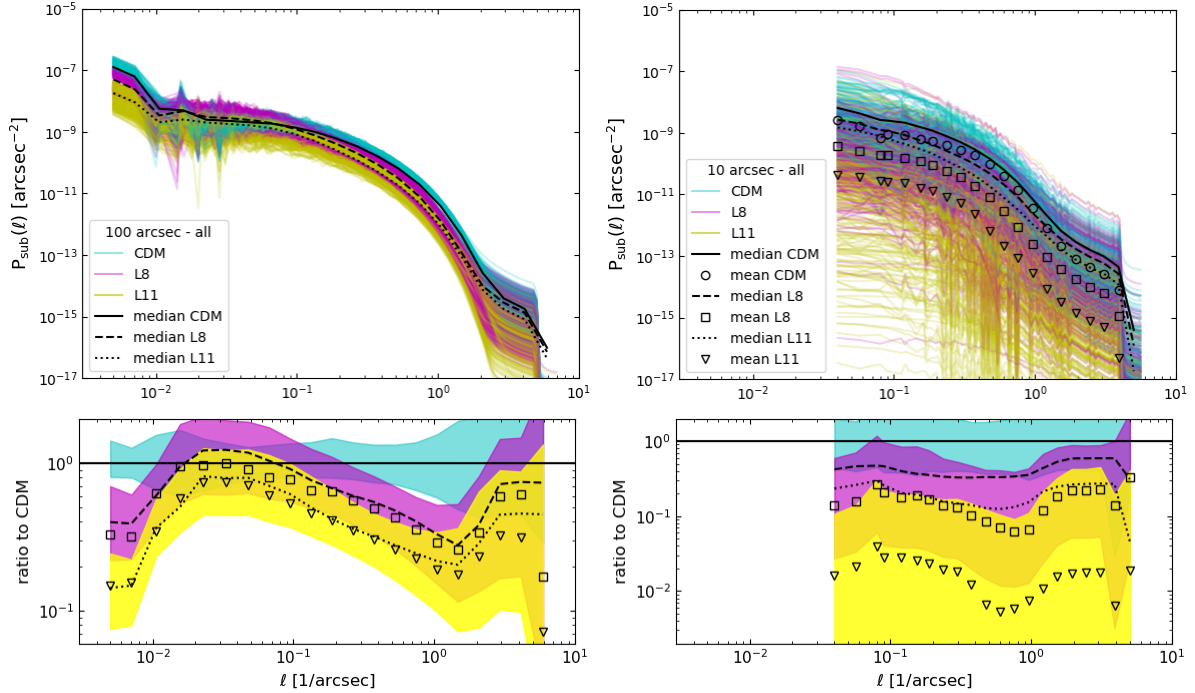 10⁻⁵
10⁻⁷
10⁻⁹
10⁻¹¹
10⁻¹³
10⁻¹⁵
10⁻¹⁷
P_sub(ℓ) [arcsec⁻²]
100 arcsec - all
CDM
L8
L11
median CDM
median L8
median L11
10⁻² 10⁻¹ 10⁰ 10¹
10⁻⁵
10⁻⁷
10⁻⁹
10⁻¹¹
10⁻¹³
10⁻¹⁵
10⁻¹⁷
P_sub(ℓ) [arcsec⁻²]
10 arcsec - all
CDM
L8
L11
median CDM
mean CDM
median L8
mean L8
median L11
mean L11
10⁻² 10⁻¹ 10⁰ 10¹
10⁰
10⁻¹
ratio to CDM
10⁻² 10⁻¹ 10⁰ 10¹
ℓ [1/arcsec]
10⁰
10⁻¹
10⁻²
ratio to CDM
10⁻² 10⁻¹ 10⁰ 10¹
ℓ [1/arcsec]